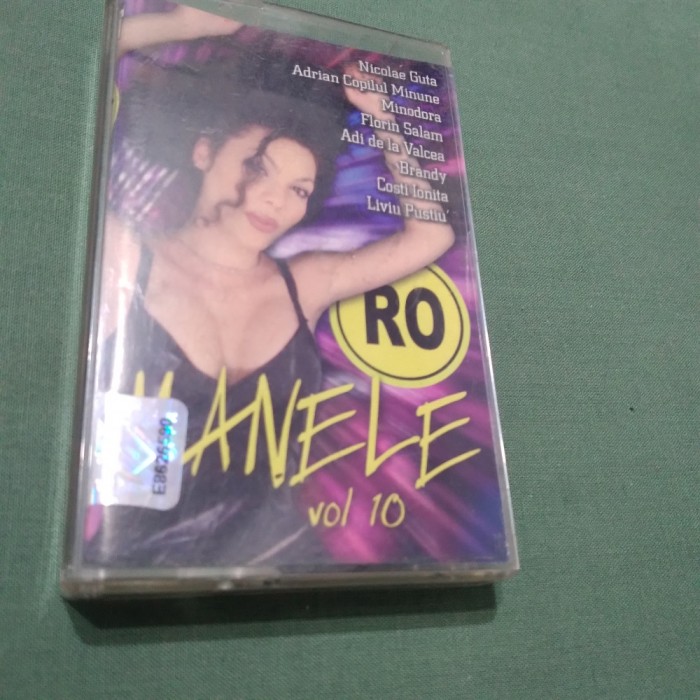 Nicolae Guta
Adrian Copilul Minune
Minodora
Florin Salam
Adi de la Valcea
Brandy
Costi Ionita
Liviu Pustiu'
RO
MANELE
vol 10